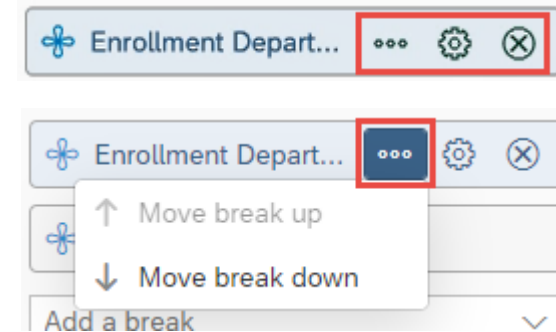 Enrollment Depart...
Enrollment Depart...
Move break up
Move break down
Add a break